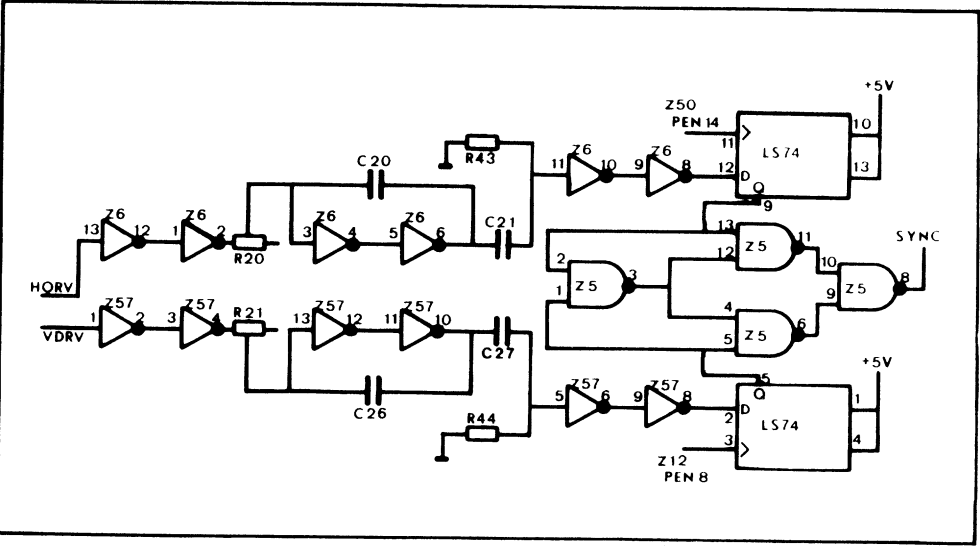 +5V
Z50
PEN 14
11
LS74
10
13
12
D
Q
9
C20
R43
Z6
11
10
Z6
9
8
Z6
13
12
Z6
1
2
R20
Z6
3
4
Z6
5
6
C21
HDRV
2
1
Z5
3
13
12
Z5
11
10
9
Z5
8
SYNC
4
5
Z5
6
VDRV
Z57
1
2
Z57
3
4
R21
Z57
13
12
Z57
11
10
C27
C26
R44
Z57
5
6
Z57
9
8
+5V
5
Q
D
2
LS74
1
4
3
Z12
PEN 8